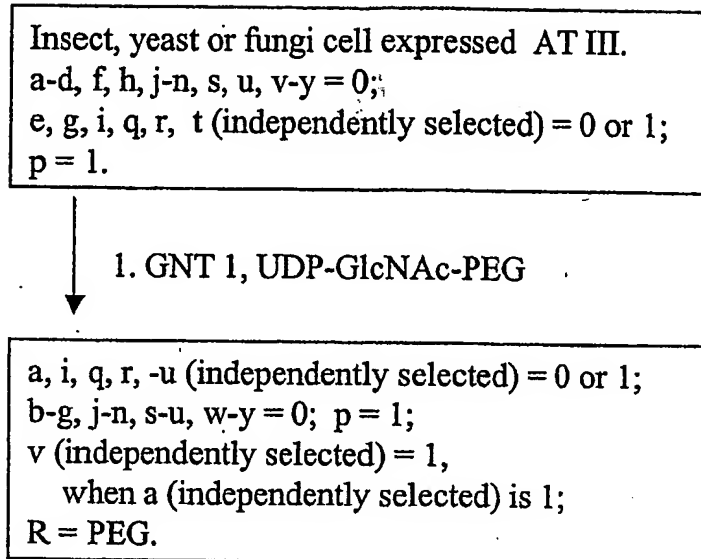 Insect, yeast or fungi cell expressed AT III.
a-d, f, h, j-n, s, u, v-y = 0;
e, g, i, q, r, t (independently selected) = 0 or 1;
p = 1.
1. GNT 1, UDP-GlcNAc-PEG
a, i, q, r, -u (independently selected) = 0 or 1;
b-g, j-n, s-u, w-y = 0; p = 1;
v (independently selected) = 1,
when a (independently selected) is 1;
R = PEG.